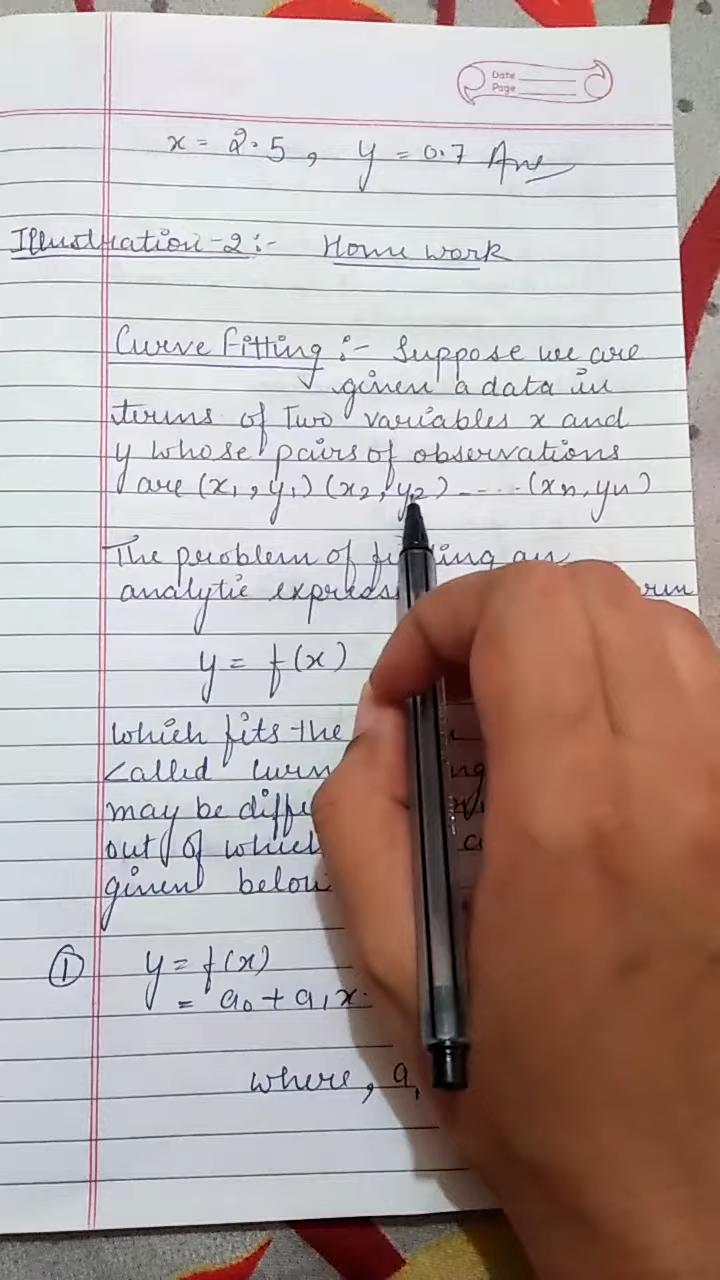 Date
Page
x = 2.5, y = 0.7 Ans
Illustration-2:- Home work
Curve Fitting :- Suppose we are
given a data in
terms of two variables x and
y whose pairs of observations
are (x1, y1) (x2, y2) ---- (xn, yn)
The problem of an
analytic
y = f(x)
which fits the
called
may be
out of which
given below
① y = f(x)
= a0 + a1x
where, a